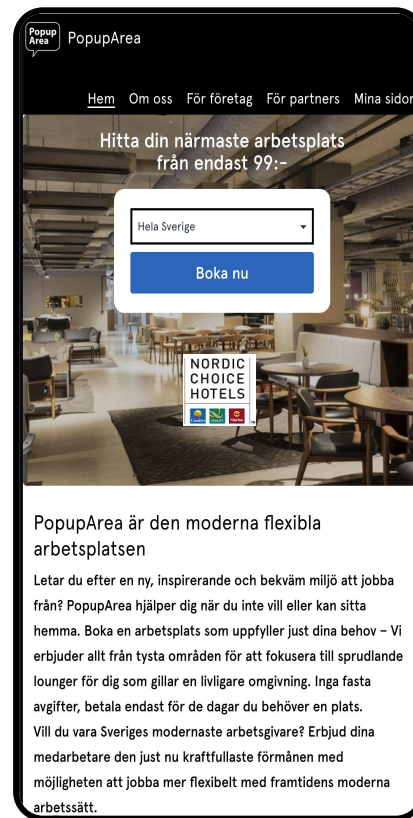 Popup
Area
PopupArea
Hem Om oss För företag För partners Mina sidor
Hitta din närmaste arbetsplats
från endast 99:-
Hela Sverige
Boka nu
NORDIC
CHOICE
HOTELS
Comfort QUALITY Clarion
PopupArea är den moderna flexibla
arbetsplatsen
Letar du efter en ny, inspirerande och bekväm miljö att jobba
från? PopupArea hjälper dig när du inte vill eller kan sitta
hemma. Boka en arbetsplats som uppfyller just dina behov – Vi
erbjuder allt från tysta områden för att fokusera till sprudlande
lounger för dig som gillar en livligare omgivning. Inga fasta
avgifter, betala endast för de dagar du behöver en plats.
Vill du vara Sveriges modernaste arbetsgivare? Erbjud dina
medarbetare den just nu kraftfullaste förmånen med
möjligheten att jobba mer flexibelt med framtidens moderna
arbetssätt.